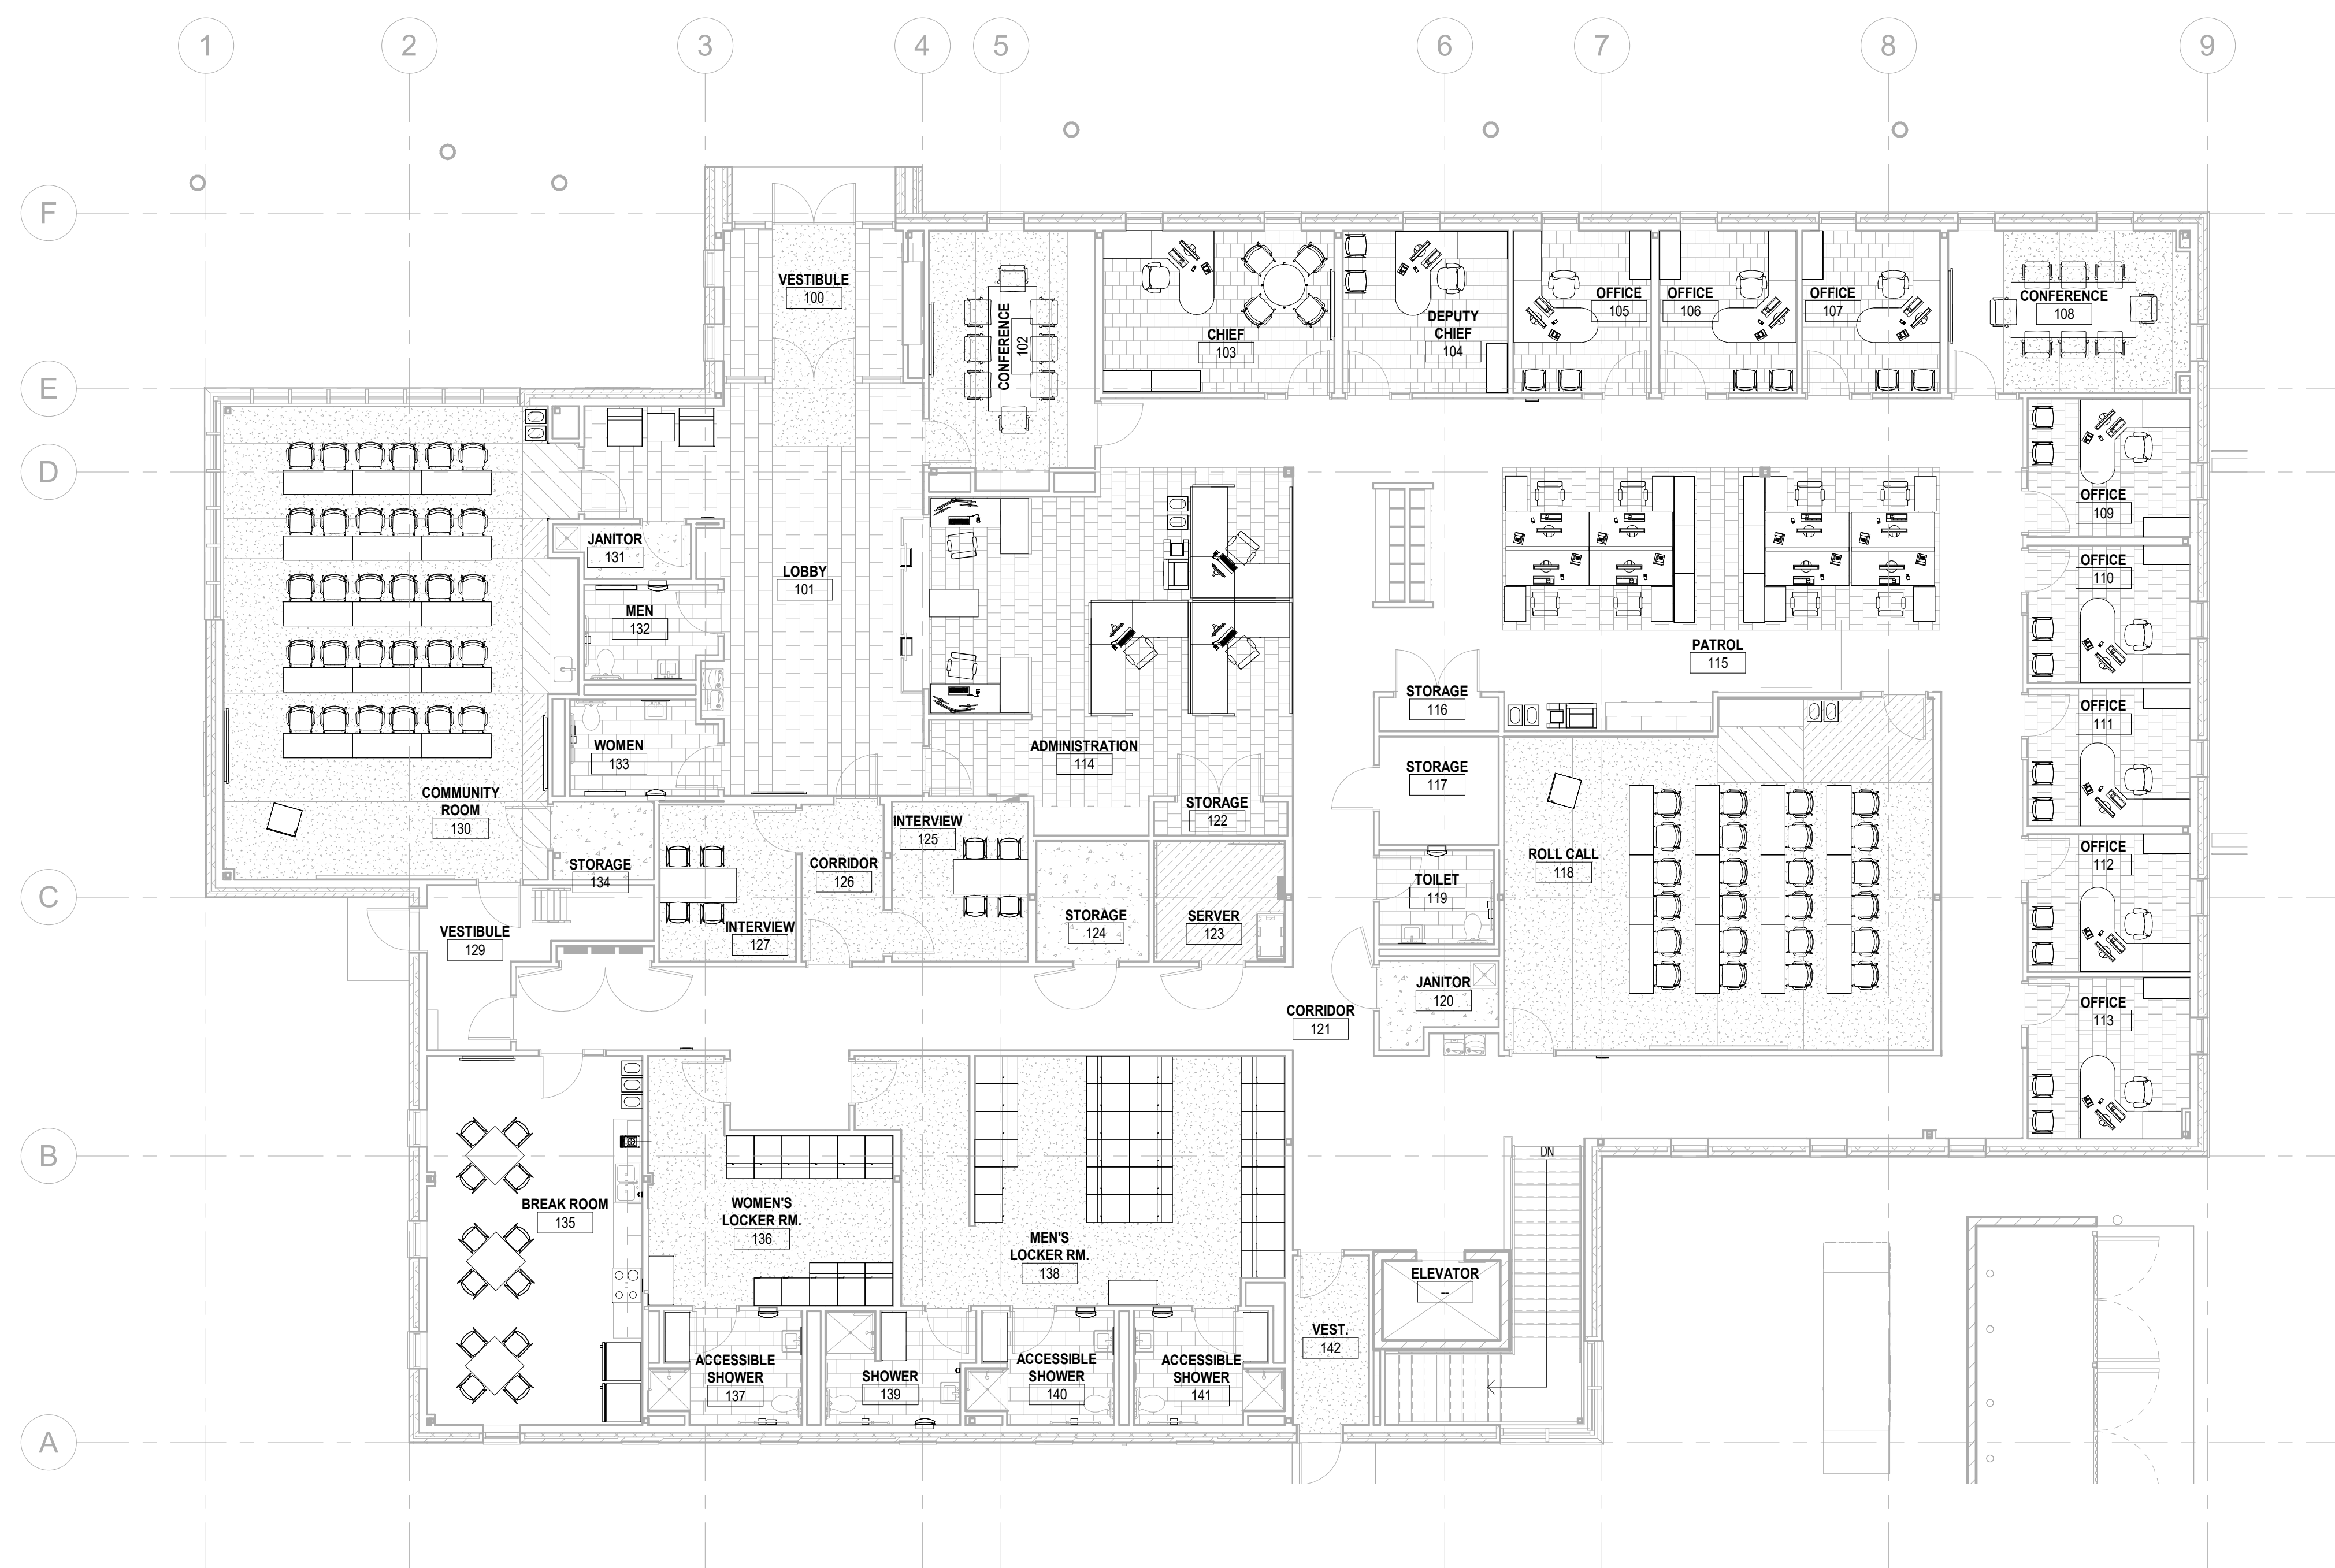 1
2
3
4
5
6
7
8
9
F
E
D
C
B
A
VESTIBULE
100
CONFERENCE
102
CHIEF
103
DEPUTY
CHIEF
104
OFFICE
105
OFFICE
106
OFFICE
107
CONFERENCE
108
OFFICE
109
OFFICE
110
OFFICE
111
OFFICE
112
OFFICE
113
JANITOR
131
LOBBY
101
MEN
132
WOMEN
133
PATROL
115
STORAGE
116
STORAGE
117
ADMINISTRATION
114
STORAGE
122
COMMUNITY
ROOM
130
INTERVIEW
125
CORRIDOR
126
STORAGE
134
ROLL CALL
118
TOILET
119
STORAGE
124
SERVER
123
VESTIBULE
129
INTERVIEW
127
JANITOR
120
CORRIDOR
121
DN
BREAK ROOM
135
WOMEN'S
LOCKER RM.
136
MEN'S
LOCKER RM.
138
ELEVATOR
--
VEST.
142
ACCESSIBLE
SHOWER
137
SHOWER
139
ACCESSIBLE
SHOWER
140
ACCESSIBLE
SHOWER
141